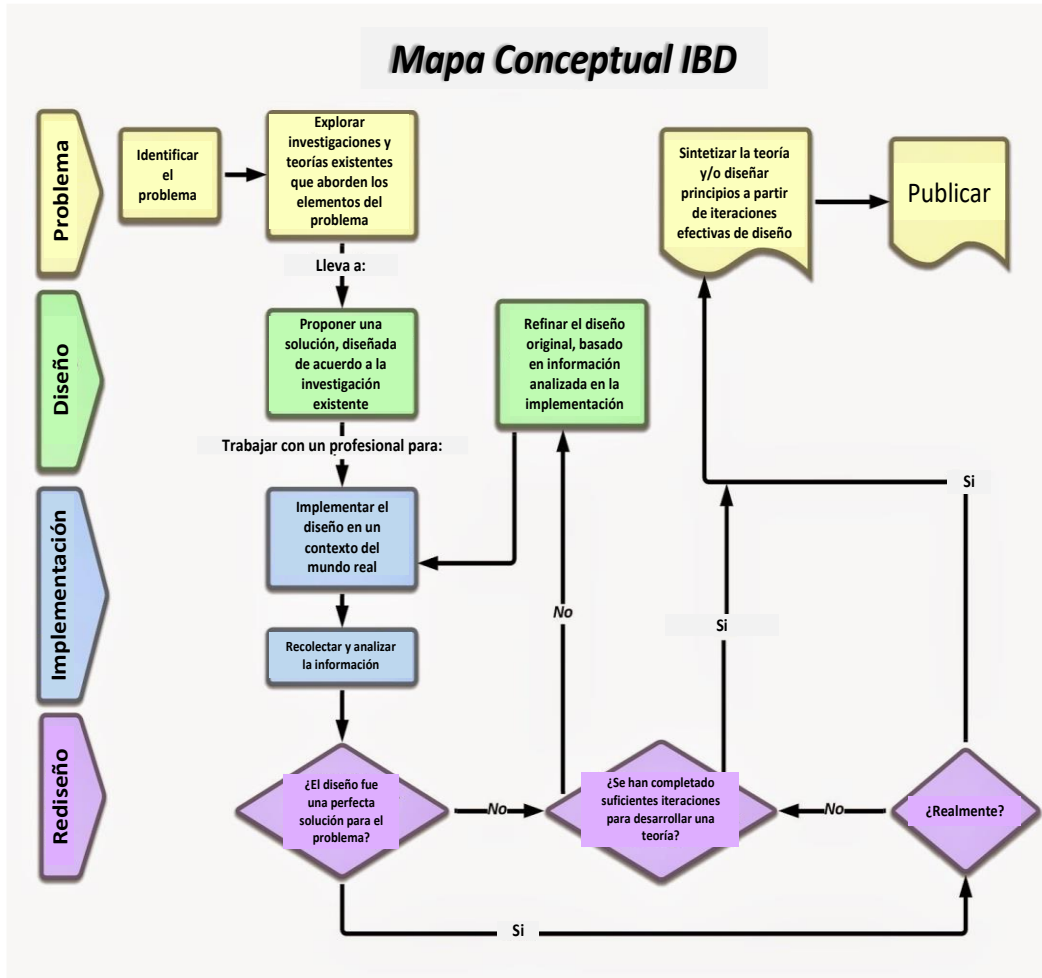 Mapa Conceptual IBD
Problema
Identificar
el
problema
Explorar
investigaciones y
teorías existentes
que aborden los
elementos del
problema
Sintetizar la teoría
y/o diseñar
principios a partir
de iteraciones
efectivas de diseño
Publicar
Lleva a:
Diseño
Proponer una
solución, diseñada
de acuerdo a la
investigación
existente
Refinar el diseño
original, basado
en información
analizada en la
implementación
Trabajar con un profesional para:
Implementación
Implementar el
diseño en un
contexto del
mundo real
Si
No
Si
Recolectar y analizar
la información
Rediseño
¿El diseño fue
una perfecta
solución para el
problema?
No
¿Se han completado
suficientes iteraciones
para desarrollar una
teoría?
No
¿Realmente?
Si